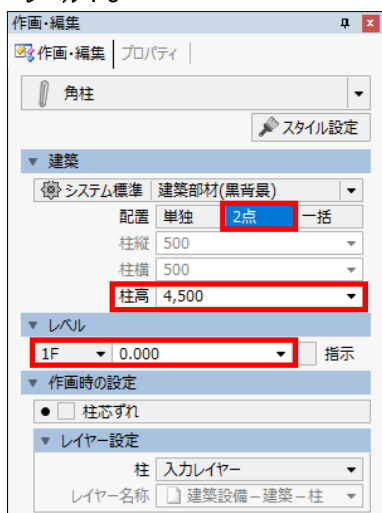 作画・編集
作画・編集 プロパティ
角柱
スタイル設定
建築
システム標準 建築部材(黒背景)
配置 単独 2点 一括
柱縦 500
柱横 500
柱高 4,500
レベル
1F 0.000 指示
作画時の設定
柱芯ずれ
レイヤー設定
柱 入力レイヤー
レイヤー名称 建築設備-建築-柱